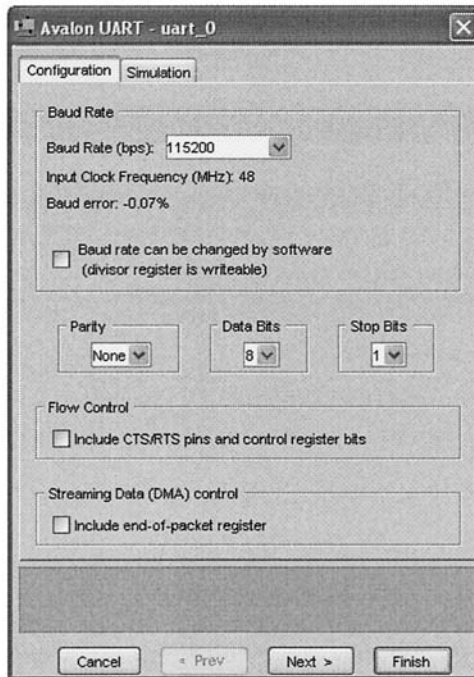 Avalon UART - uart_0
Configuration Simulation
Baud Rate
Baud Rate (bps): 115200
Input Clock Frequency (MHz): 48
Baud error: -0.07%
Baud rate can be changed by software
(divisor register is writeable)
Parity Data Bits Stop Bits
None 8 1
Flow Control
Include CTS/RTS pins and control register bits
Streaming Data (DMA) control
Include end-of-packet register
Cancel < Prev Next > Finish